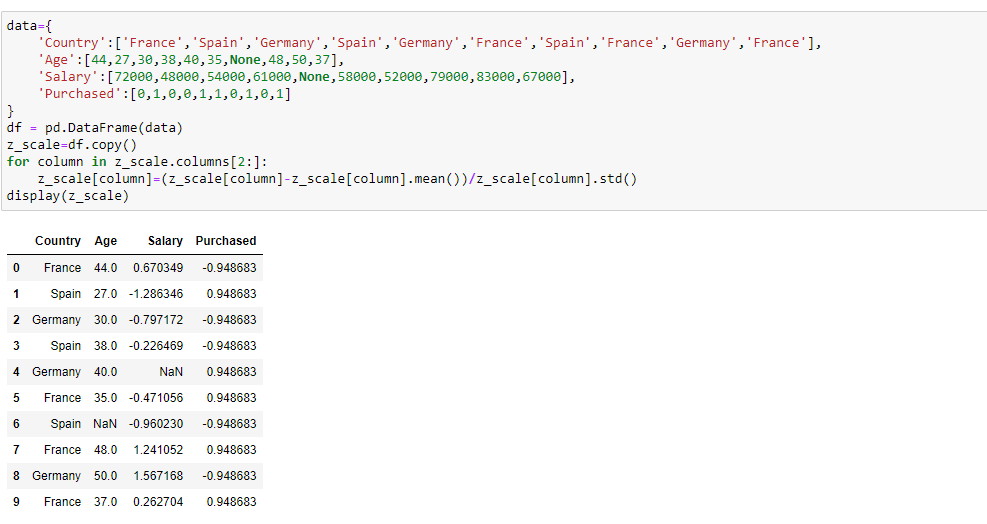 data={
    'Country':['France','Spain','Germany','Spain','Germany','France','Spain','France','Germany','France'],
    'Age':[44,27,30,38,40,35,None,48,50,37],
    'Salary':[72000,48000,54000,61000,None,58000,52000,79000,83000,67000],
    'Purchased':[0,1,0,0,1,1,0,1,0,1]
}
df = pd.DataFrame(data)
z_scale=df.copy()
for column in z_scale.columns[2:]:
    z_scale[column]=(z_scale[column]-z_scale[column].mean())/z_scale[column].std()
display(z_scale)
Country Age Salary Purchased
0 France 44.0 0.670349 -0.948683
1 Spain 27.0 -1.286346 0.948683
2 Germany 30.0 -0.797172 -0.948683
3 Spain 38.0 -0.226469 -0.948683
4 Germany 40.0 NaN 0.948683
5 France 35.0 -0.471056 0.948683
6 Spain NaN -0.960230 -0.948683
7 France 48.0 1.241052 0.948683
8 Germany 50.0 1.567168 -0.948683
9 France 37.0 0.262704 0.948683